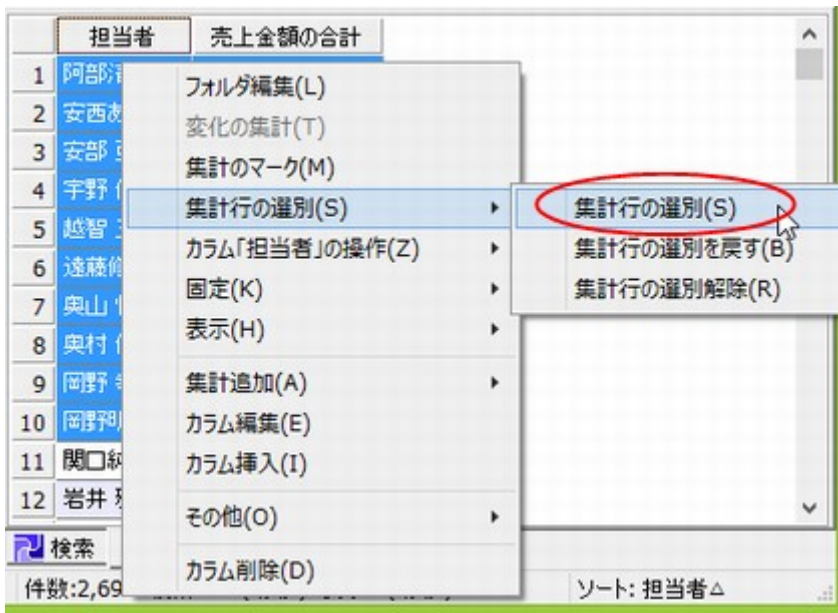 担当者 売上金額の合計
1 阿部
2 安西あ
3 安部
4 宇野
5 越智
6 遠藤
7 奥山
8 奥村
9 岡野
10 岡野
11 関口純
12 岩井
フォルダ編集(L)
変化の集計(T)
集計のマーク(M)
集計行の選別(S)
カラム「担当者」の操作(Z)
固定(K)
表示(H)
集計追加(A)
カラム編集(E)
カラム挿入(I)
その他(O)
カラム削除(D)
集計行の選別(S)
集計行の選別を戻す(B)
集計行の選別解除(R)
検索
件数:2,69
ソート: 担当者△